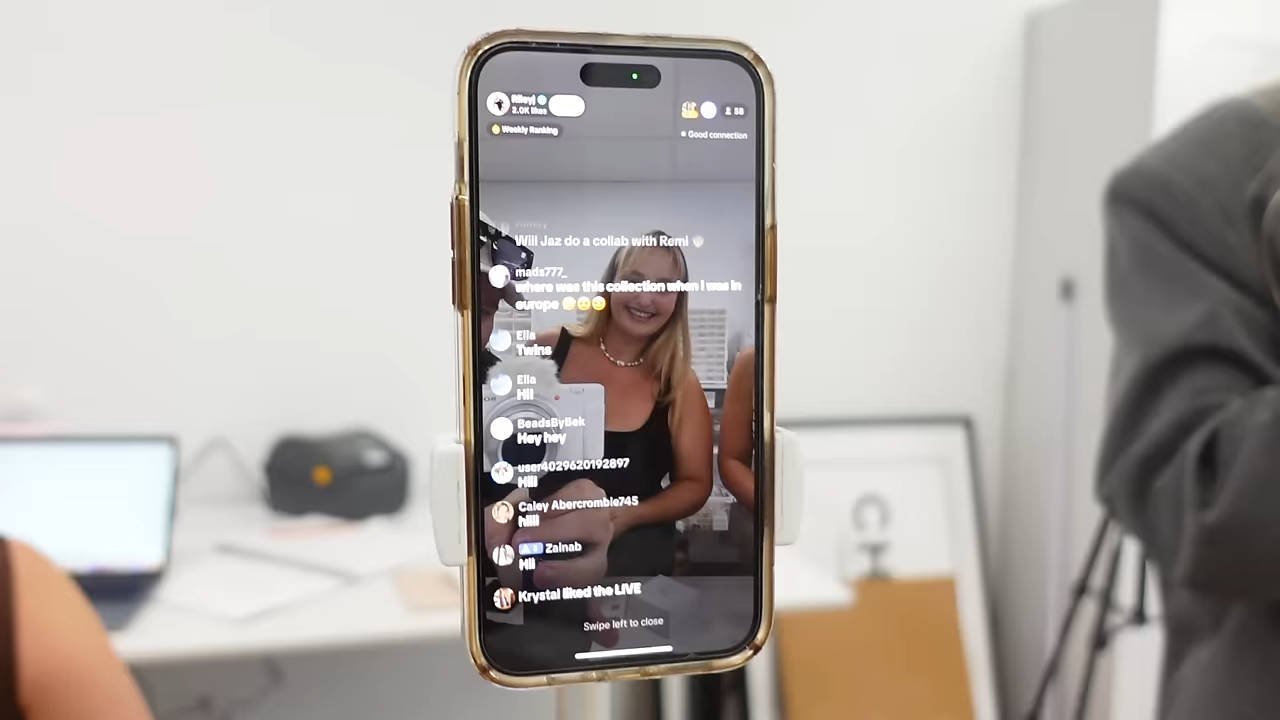 2.0K likes
58
Weekly Ranking
Good connection
Will Jaz do a collab with Remi
mads777_
where was this collection when i was in
europe 
Ella
Twins
Ella
Hii
BeadsByBek
Hey hey
user4029620192897
Hiii
Caley Abercrombie745
hiiii
Zainab
Hii
Krystal liked the LIVE
Swipe left to close